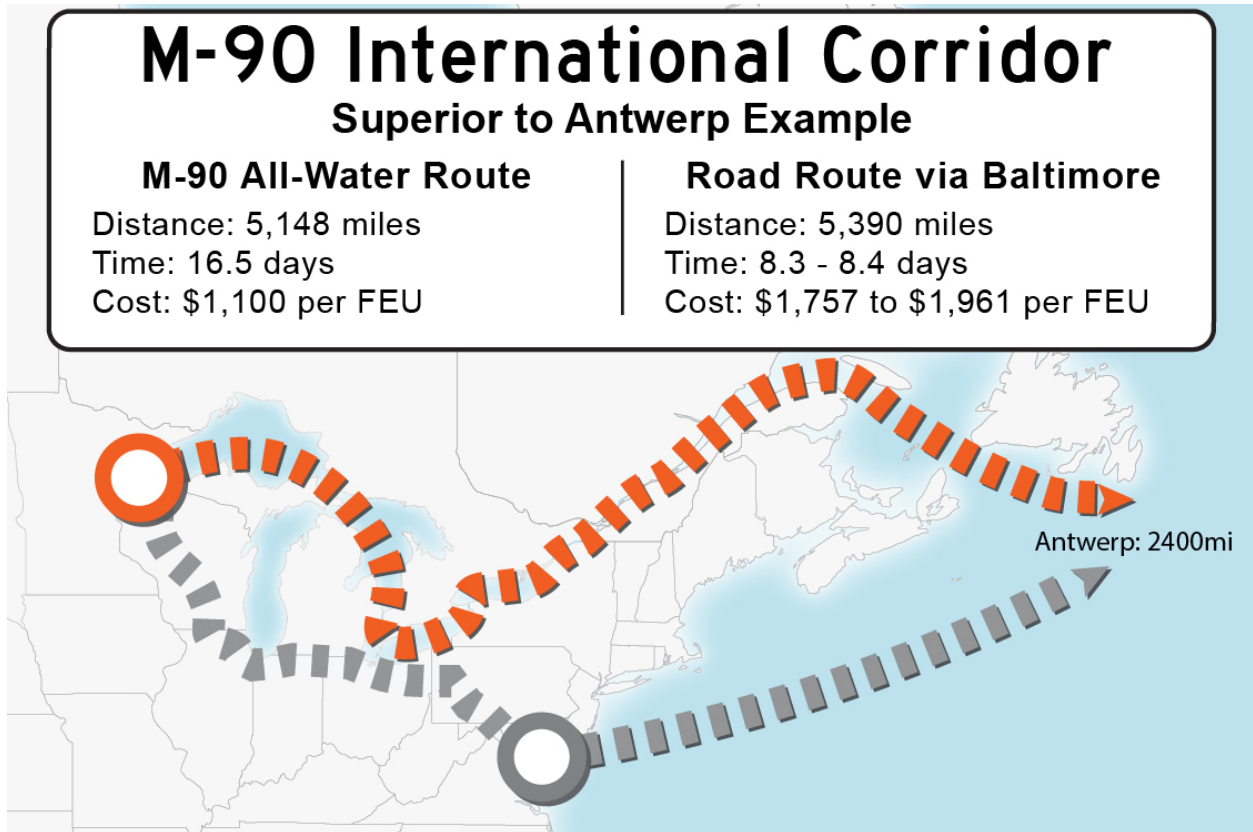 M-90 International Corridor
Superior to Antwerp Example
M-90 All-Water Route
Distance: 5,148 miles
Time: 16.5 days
Cost: $1,100 per FEU
Road Route via Baltimore
Distance: 5,390 miles
Time: 8.3 - 8.4 days
Cost: $1,757 to $1,961 per FEU
Antwerp: 2400mi